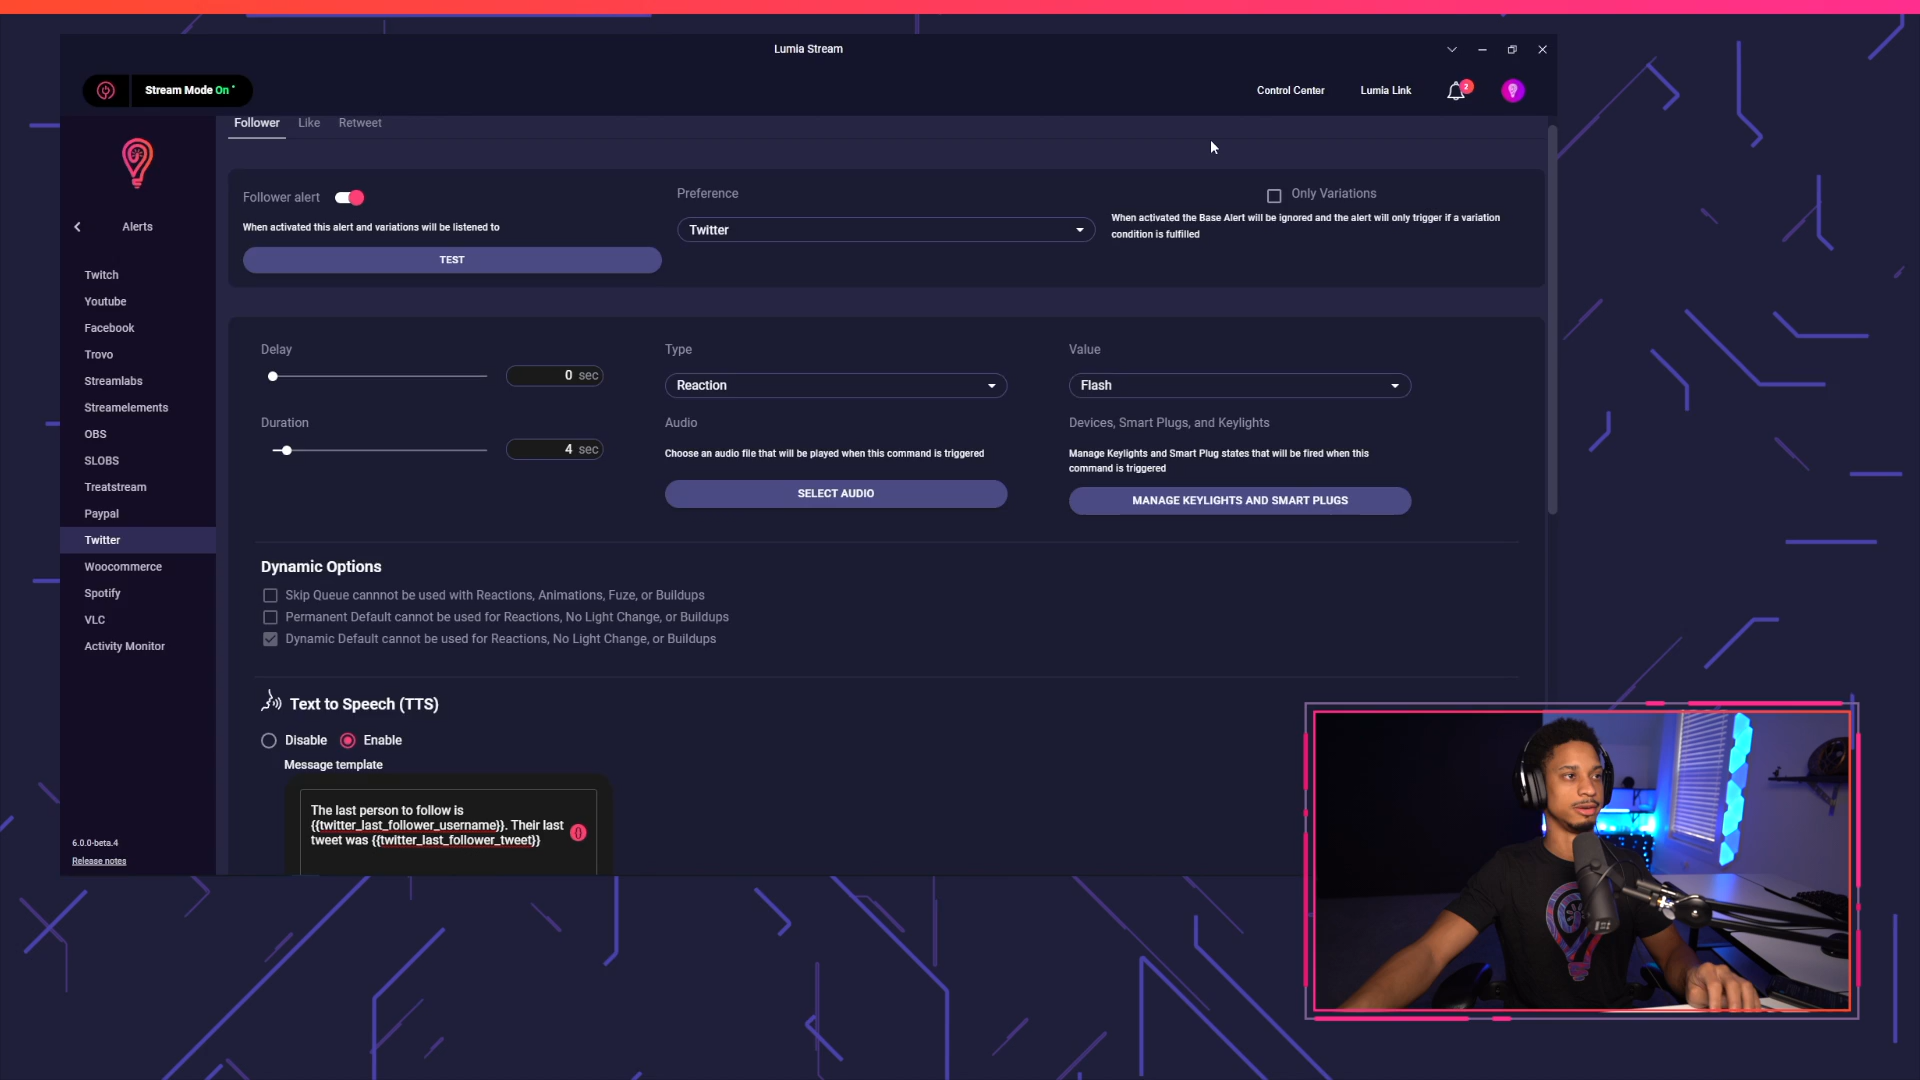 Lumia Stream
Stream Mode On
Control Center
Lumia Link
2
Follower
Like
Retweet
Alerts
Twitch
Youtube
Facebook
Trovo
Streamlabs
Streamelements
OBS
SLOBS
Treatstream
Paypal
Twitter
Woocommerce
Spotify
VLC
Activity Monitor
6.0.0-beta.4
Release notes
Follower alert
When activated this alert and variations will be listened to
TEST
Preference
Twitter
Only Variations
When activated the Base Alert will be ignored and the alert will only trigger if a variation
condition is fulfilled
Delay
0 sec
Duration
4 sec
Type
Reaction
Audio
Choose an audio file that will be played when this command is triggered
SELECT AUDIO
Value
Flash
Devices, Smart Plugs, and Keylights
Manage Keylights and Smart Plug states that will be fired when this
command is triggered
MANAGE KEYLIGHTS AND SMART PLUGS
Dynamic Options
Skip Queue cannnot be used with Reactions, Animations, Fuze, or Buildups
Permanent Default cannot be used for Reactions, No Light Change, or Buildups
Dynamic Default cannot be used for Reactions, No Light Change, or Buildups
Text to Speech (TTS)
Disable
Enable
Message template
The last person to follow is
{{twitter_last_follower_username}}. Their last
tweet was {{twitter_last_follower_tweet}}